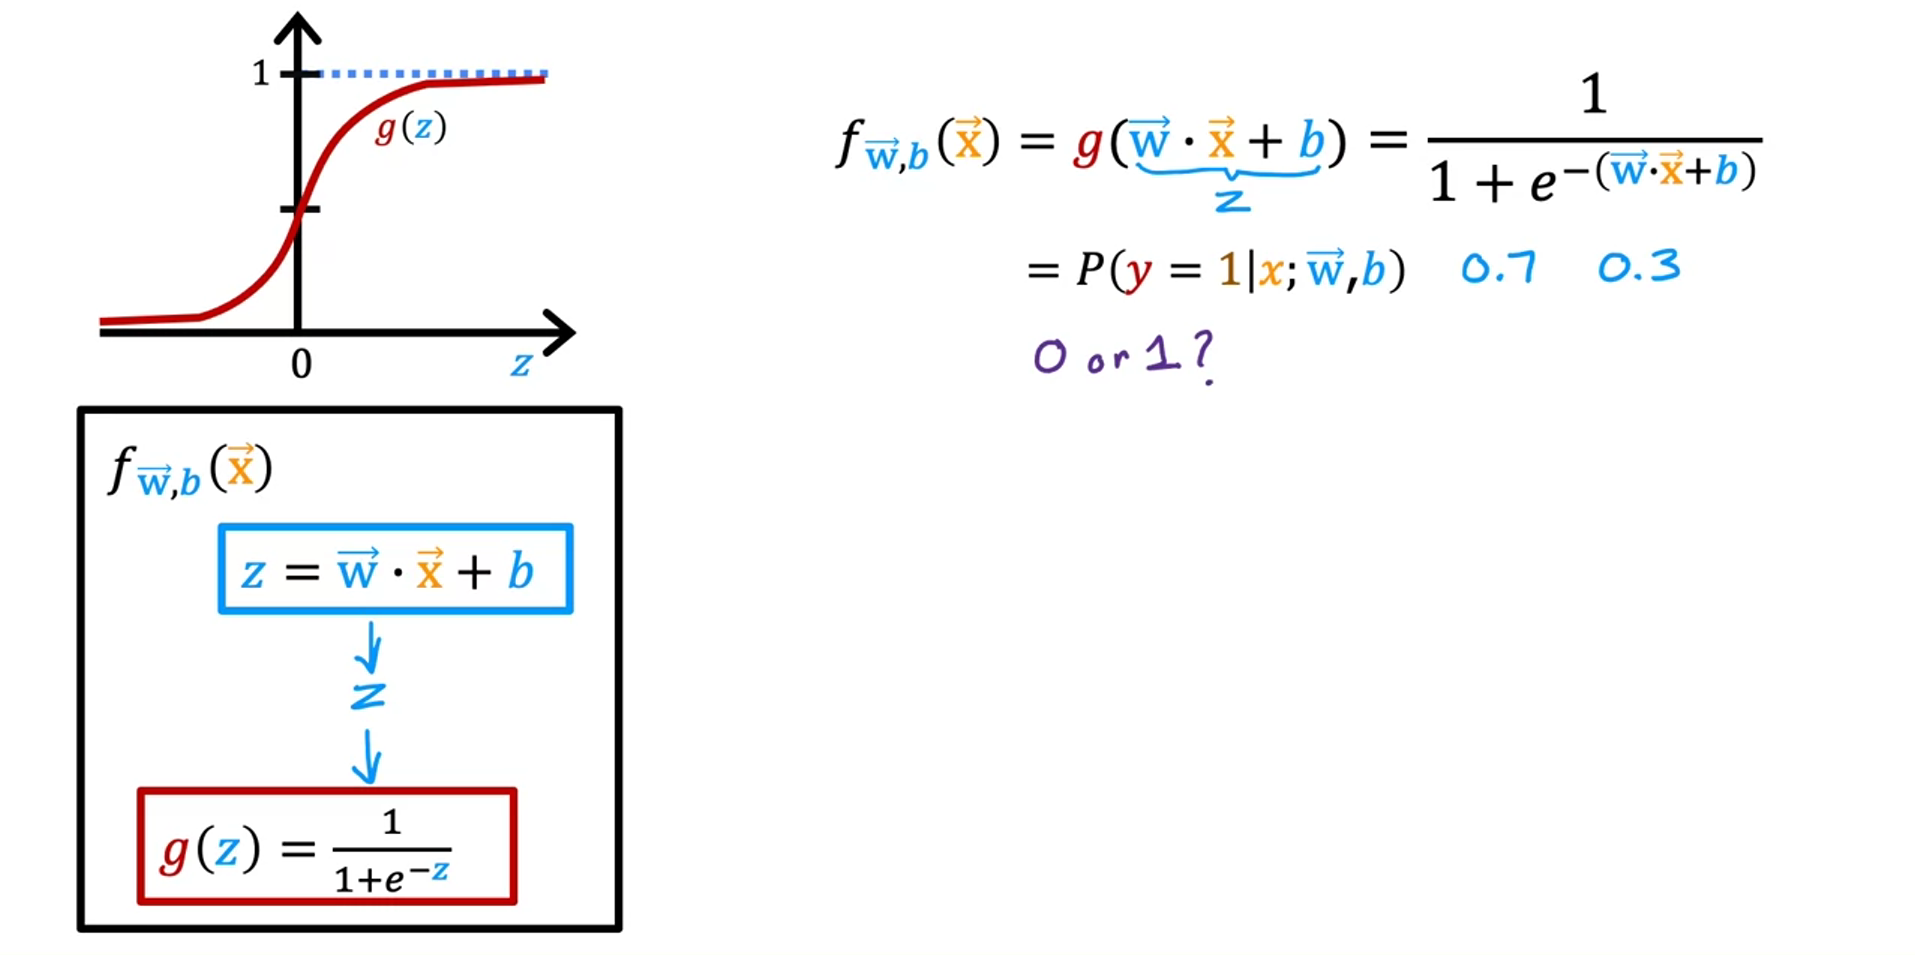 1
g(z)
0
z
f_{\vec{w},b}(\vec{x}) = g(\vec{w} \cdot \vec{x} + b) = \frac{1}{1 + e^{-(\vec{w} \cdot \vec{x} + b)}}
z
= P(y = 1|x; \vec{w}, b) 0.7 0.3
0 or 1?
f_{\vec{w},b}(\vec{x})
z = \vec{w} \cdot \vec{x} + b
z
g(z) = \frac{1}{1+e^{-z}}